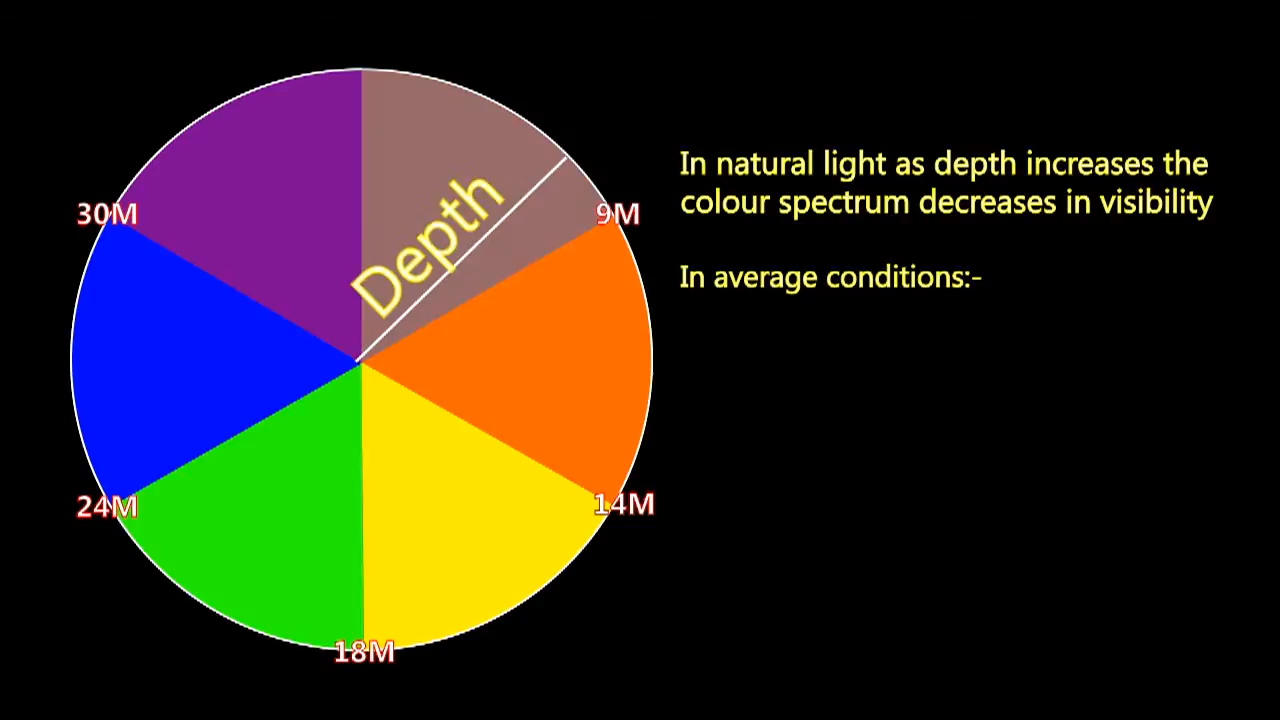 In natural light as depth increases the
colour spectrum decreases in visibility
In average conditions:-
Depth
30M
9M
24M
14M
18M